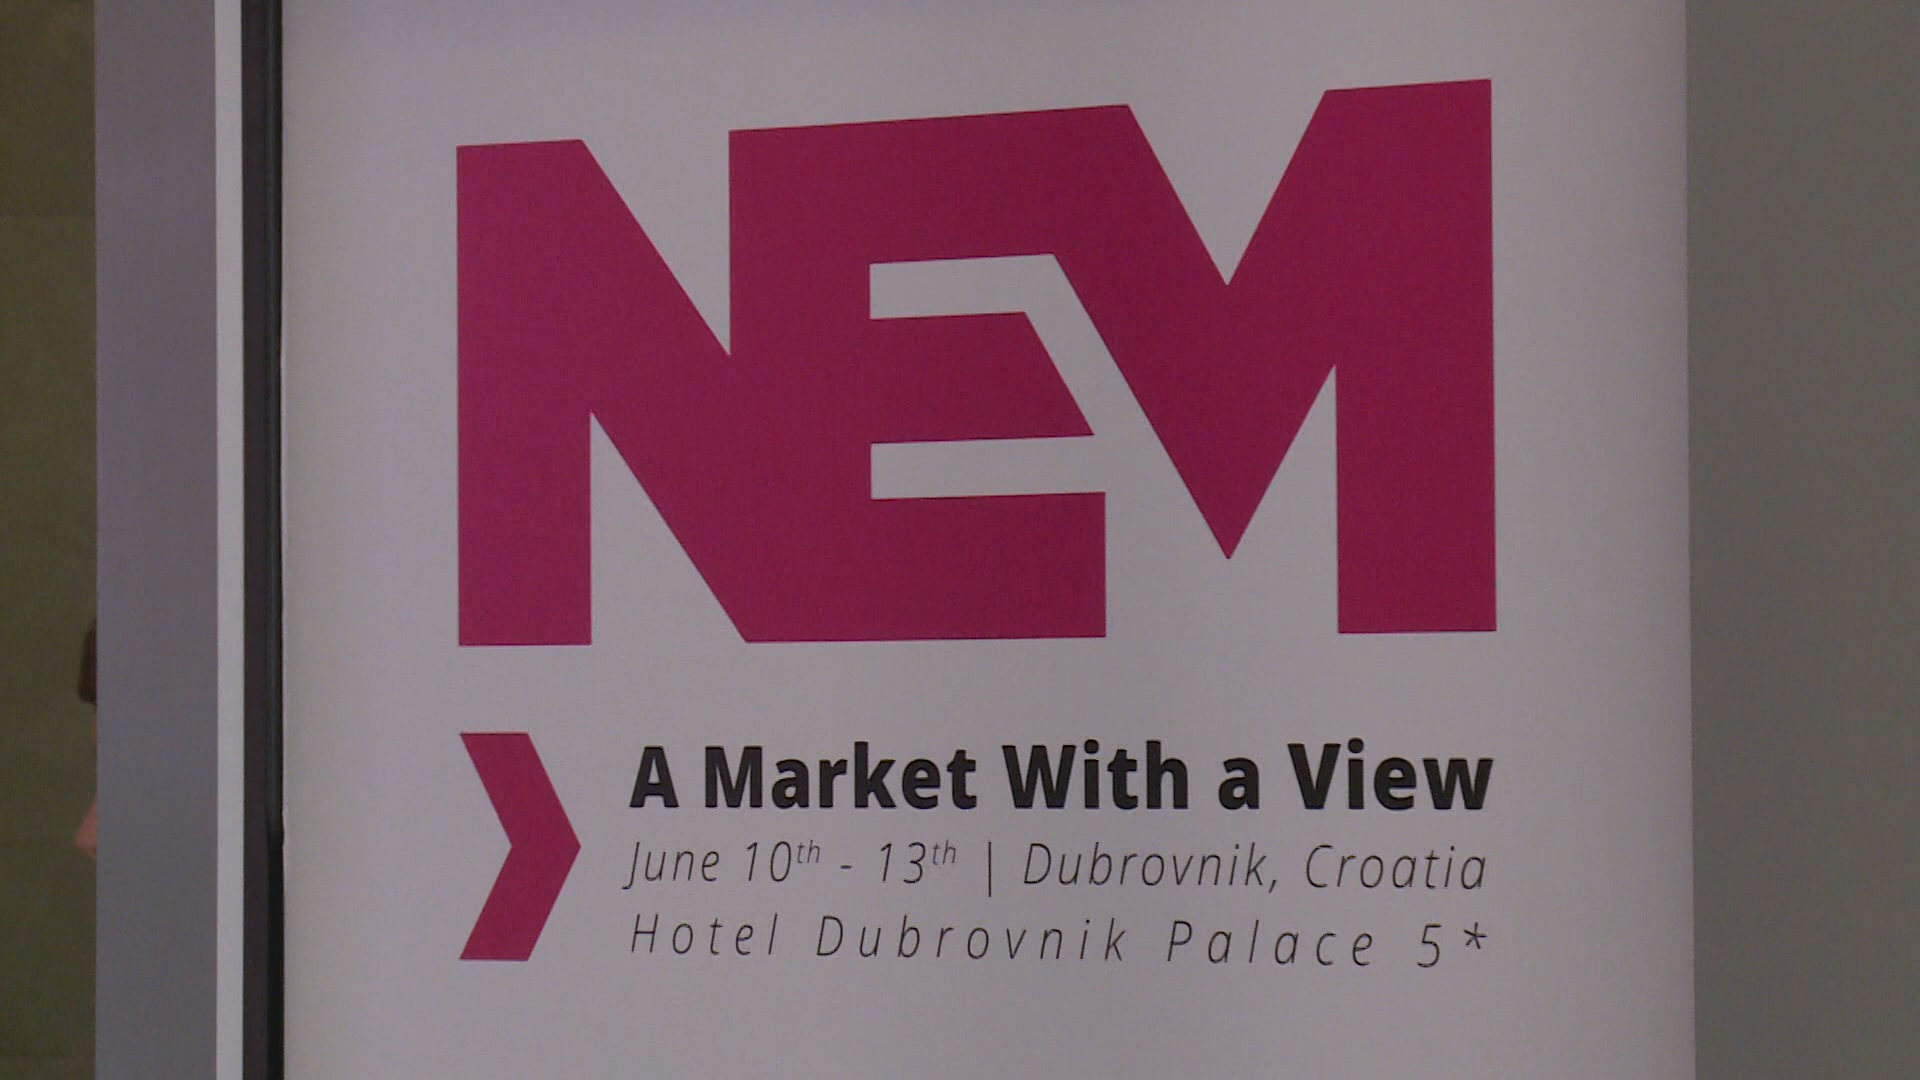 NEM
A Market With a View
June 10th - 13th | Dubrovnik, Croatia
Hotel Dubrovnik Palace 5*